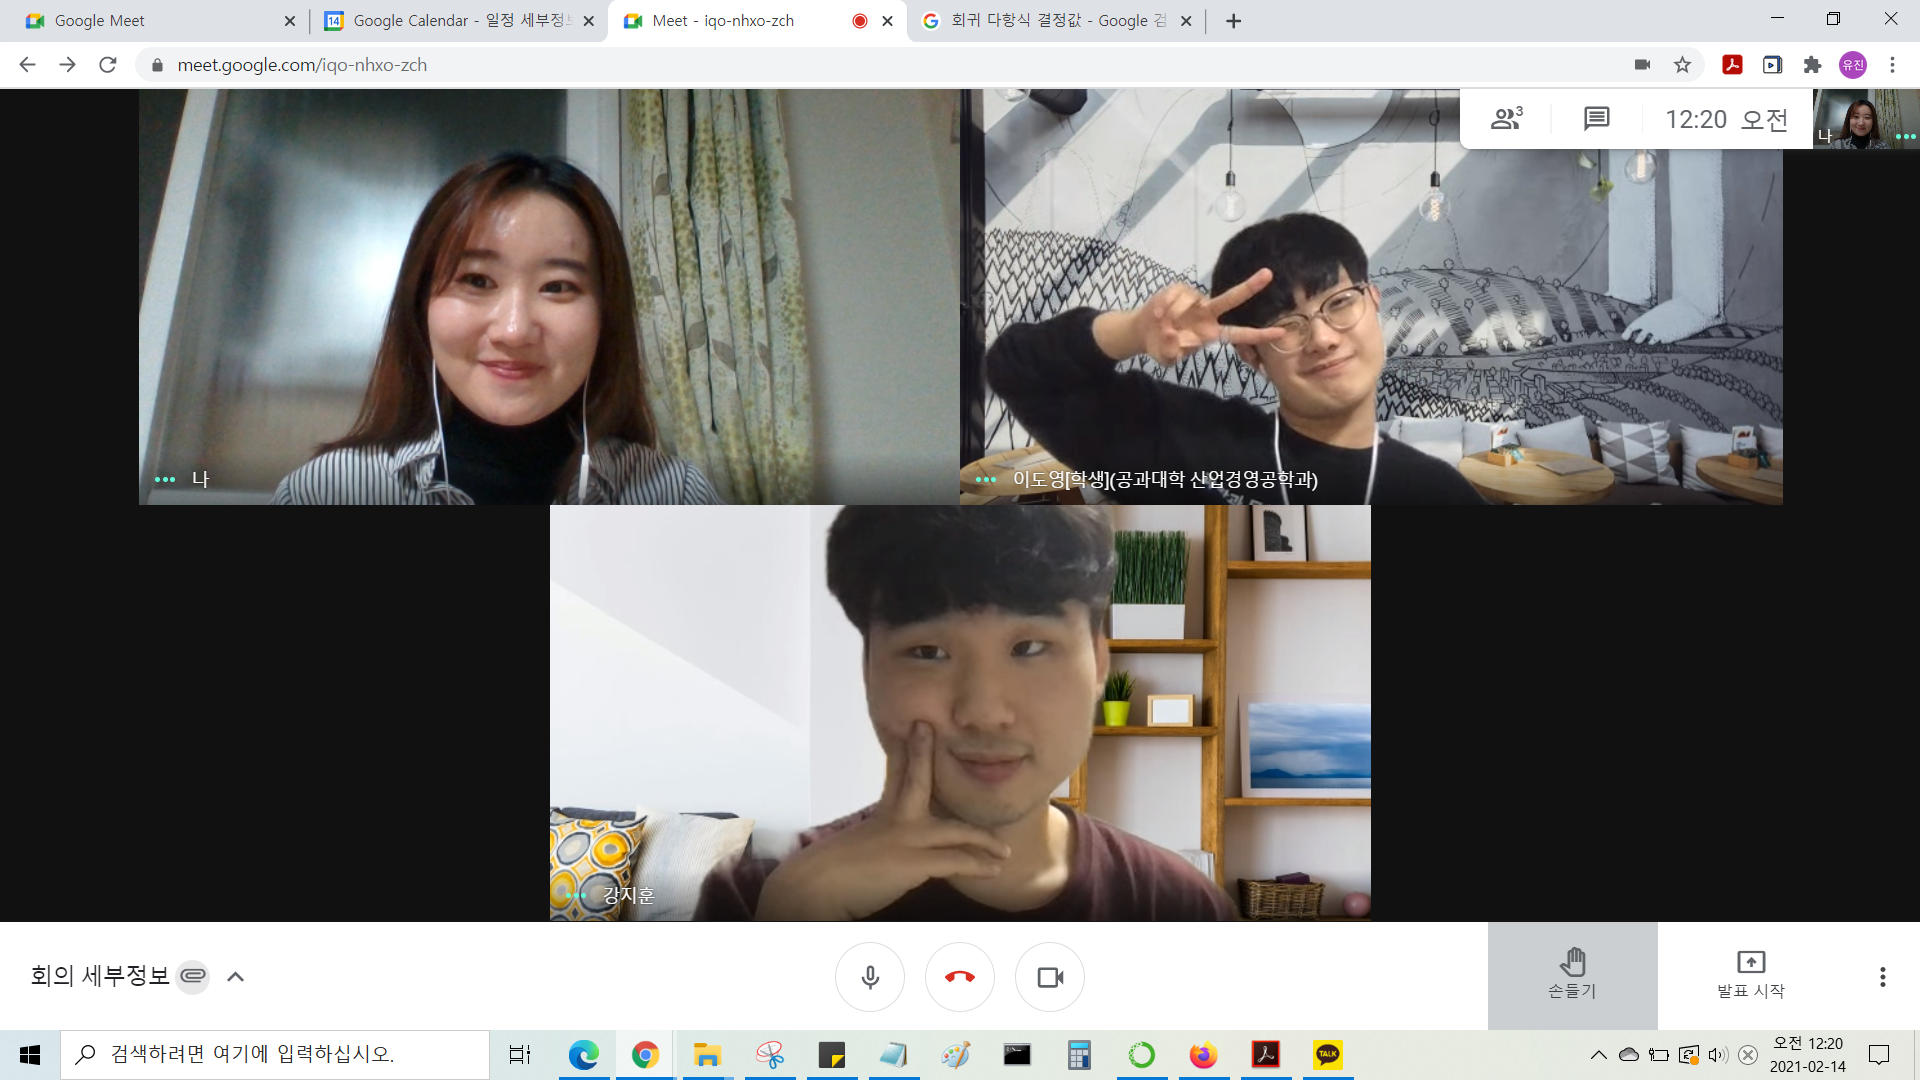 Google Meet
Google Calendar - 일정 세부정보
Meet - iqo-nhxo-zch
회귀 다항식 결정값 - Google 검
meet.google.com/iqo-nhxo-zch
유진
3
12:20 오전
나
나
이도영[학생](공과대학 산업경영공학과)
강지훈
회의 세부정보
손들기
발표 시작
검색하려면 여기에 입력하십시오.
TALK
오전 12:20
2021-02-14
14